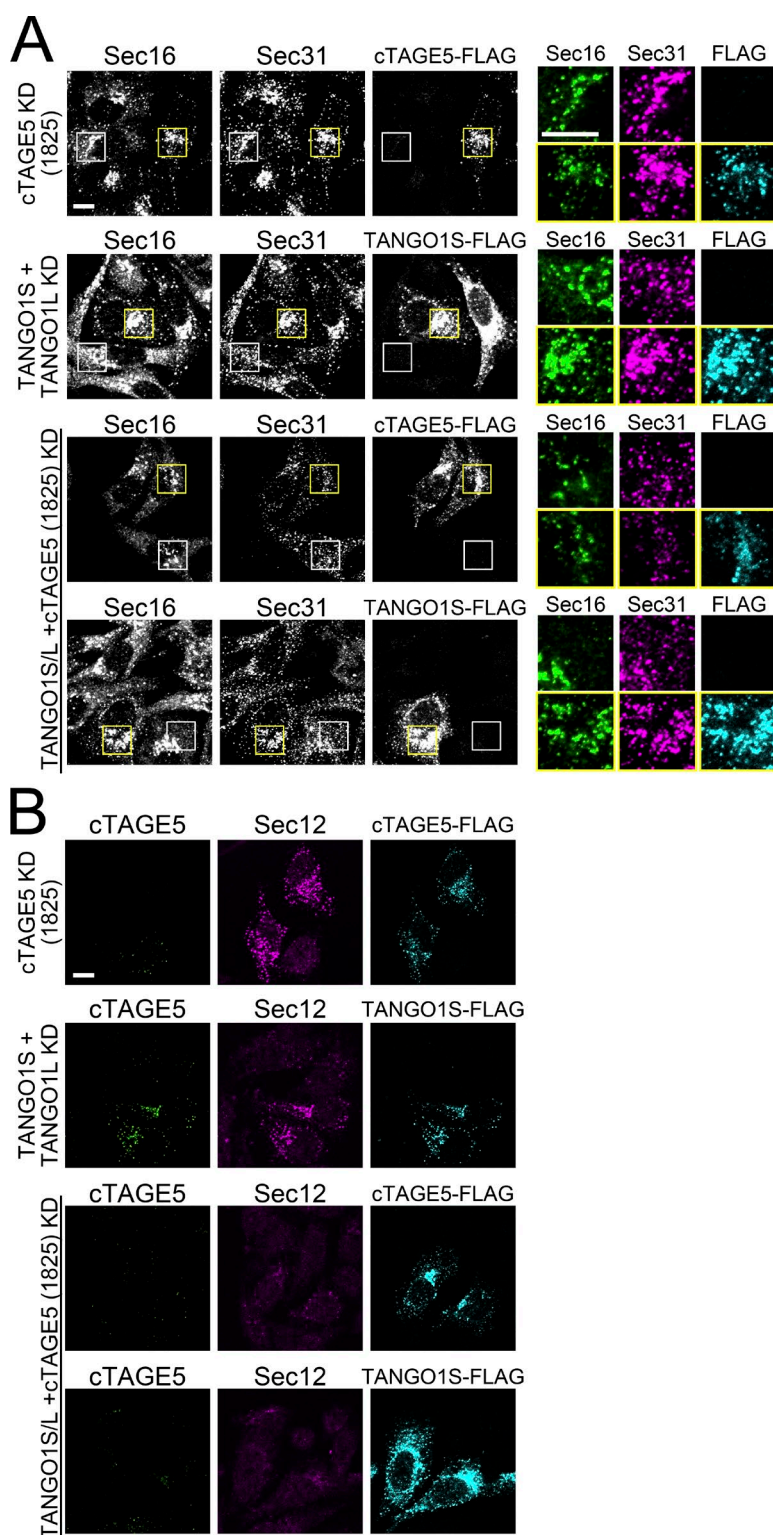 A
Sec16 Sec31 cTAGE5-FLAG Sec16 Sec31 FLAG
cTAGE5 KD
(1825)
Sec16 Sec31 TANGO1S-FLAG Sec16 Sec31 FLAG
TANGO1S +
TANGO1L KD
Sec16 Sec31 cTAGE5-FLAG Sec16 Sec31 FLAG
TANGO1S/L +cTAGE5 (1825) KD
Sec16 Sec31 TANGO1S-FLAG Sec16 Sec31 FLAG
B
cTAGE5 Sec12 cTAGE5-FLAG
cTAGE5 KD
(1825)
cTAGE5 Sec12 TANGO1S-FLAG
TANGO1S +
TANGO1L KD
cTAGE5 Sec12 cTAGE5-FLAG
TANGO1S/L +cTAGE5 (1825) KD
cTAGE5 Sec12 TANGO1S-FLAG